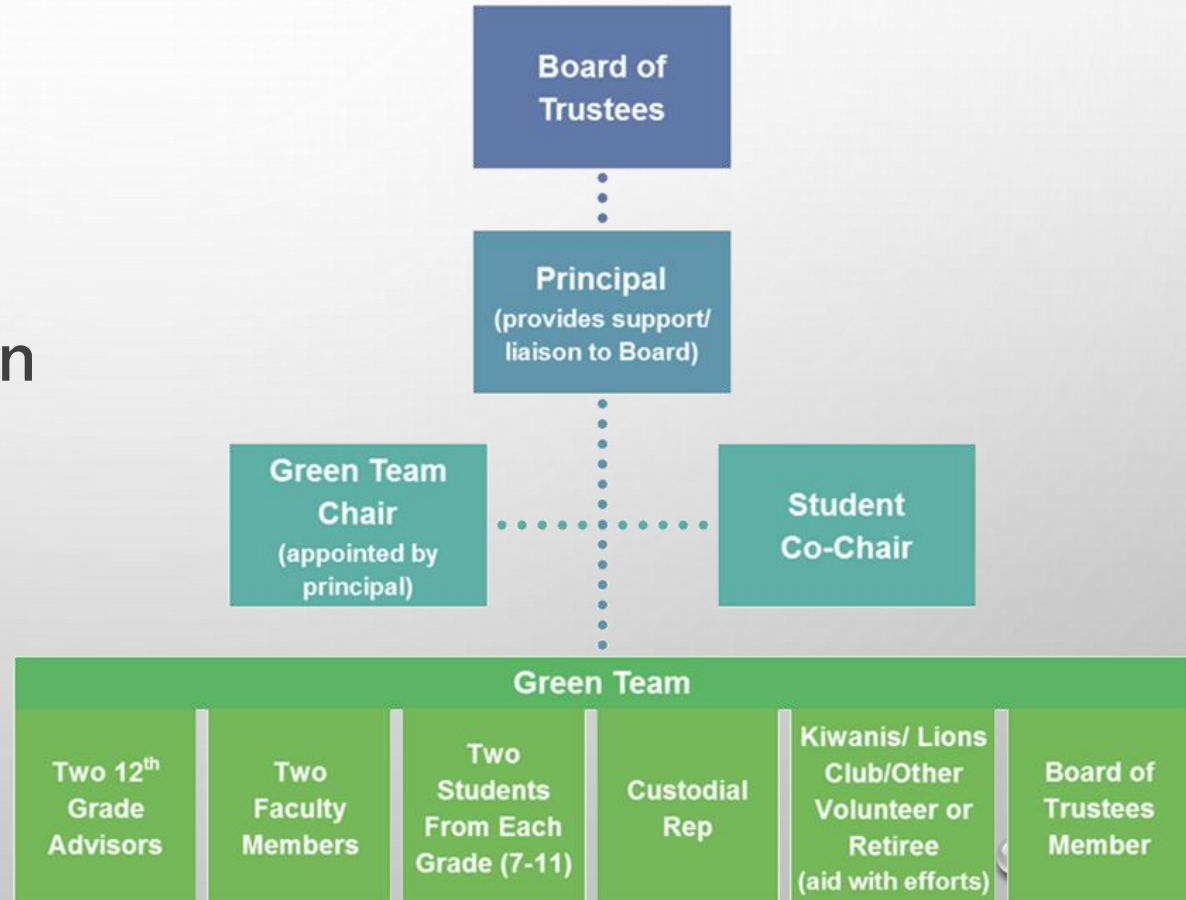 Board of
Trustees
Principal
(provides support/
liaison to Board)
n
Green Team
Chair
(appointed by
principal)
Student
Co-Chair
Green Team
Two 12th
Grade
Advisors
Two
Faculty
Members
Two
Students
From Each
Grade (7-11)
Custodial
Rep
Kiwanis/ Lions
Club/Other
Volunteer or
Retiree
(aid with efforts)
Board of
Trustees
Member